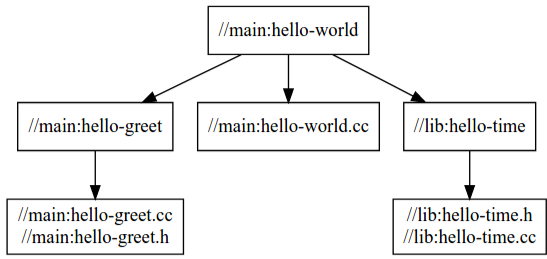 //main:hello-world
//main:hello-greet
//main:hello-world.cc
//lib:hello-time
//main:hello-greet.cc
//main:hello-greet.h
//lib:hello-time.h
//lib:hello-time.cc